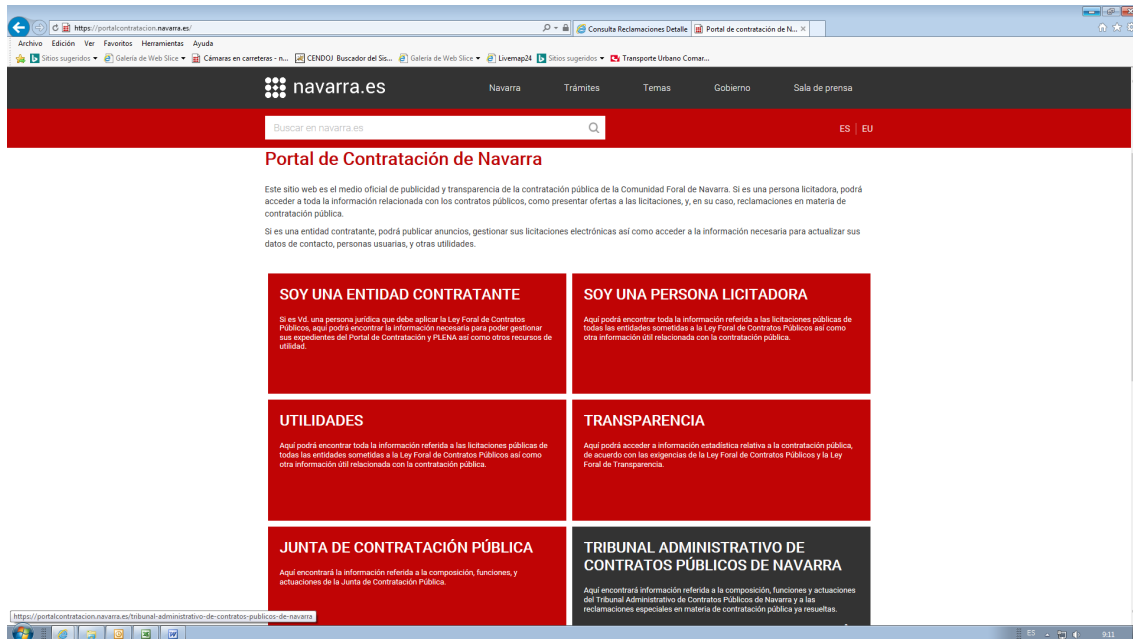 https://portalcontratacion.navarra.es/
Consulta Reclamaciones Detalle
Portal de contratación de N...
Archivo Edición Ver Favoritos Herramientas Ayuda
Sitios sugeridos Galería de Web Slice Cámaras en carreteras - n... CENDOJ Buscador del Sis... Galería de Web Slice Livemap24 Sitios sugeridos Transporte Urbano Comar...
navarra.es
Navarra Trámites Temas Gobierno Sala de prensa
Buscar en navarra.es
ES | EU
Portal de Contratación de Navarra
Este sitio web es el medio oficial de publicidad y transparencia de la contratación pública de la Comunidad Foral de Navarra. Si es una persona licitadora, podrá
acceder a toda la información relacionada con los contratos públicos, como presentar ofertas a las licitaciones, y, en su caso, reclamaciones en materia de
contratación pública.
Si es una entidad contratante, podrá publicar anuncios, gestionar sus licitaciones electrónicas así como acceder a la información necesaria para actualizar sus
datos de contacto, personas usuarias, y otras utilidades.
SOY UNA ENTIDAD CONTRATANTE
Si es Vd. una persona jurídica que debe aplicar la Ley Foral de Contratos
Públicos, aquí podrá encontrar la información necesaria para poder gestionar
sus expedientes del Portal de Contratación y PLENA así como otros recursos de
utilidad.
SOY UNA PERSONA LICITADORA
Aquí podrá encontrar toda la información referida a las licitaciones públicas de
todas las entidades sometidas a la Ley Foral de Contratos Públicos así como
otra información útil relacionada con la contratación pública.
UTILIDADES
Aquí podrá encontrar toda la información referida a las licitaciones públicas de
todas las entidades sometidas a la Ley Foral de Contratos Públicos así como
otra información útil relacionada con la contratación pública.
TRANSPARENCIA
Aquí podrá acceder a información estadística relativa a la contratación pública,
de acuerdo con las exigencias de la Ley Foral de Contratos Públicos y la Ley
Foral de Transparencia.
JUNTA DE CONTRATACIÓN PÚBLICA
Aquí encontrará la información referida a la composición, funciones, y
actuaciones de la Junta de Contratación Pública.
TRIBUNAL ADMINISTRATIVO DE
CONTRATOS PÚBLICOS DE NAVARRA
Aquí encontrará información referida a la composición, funciones y actuaciones
del Tribunal Administrativo de Contratos Públicos de Navarra y a las
reclamaciones especiales en materia de contratación pública ya resueltas.
https://portalcontratacion.navarra.es/tribunal-administrativo-de-contratos-publicos-de-navarra
ES 9:11